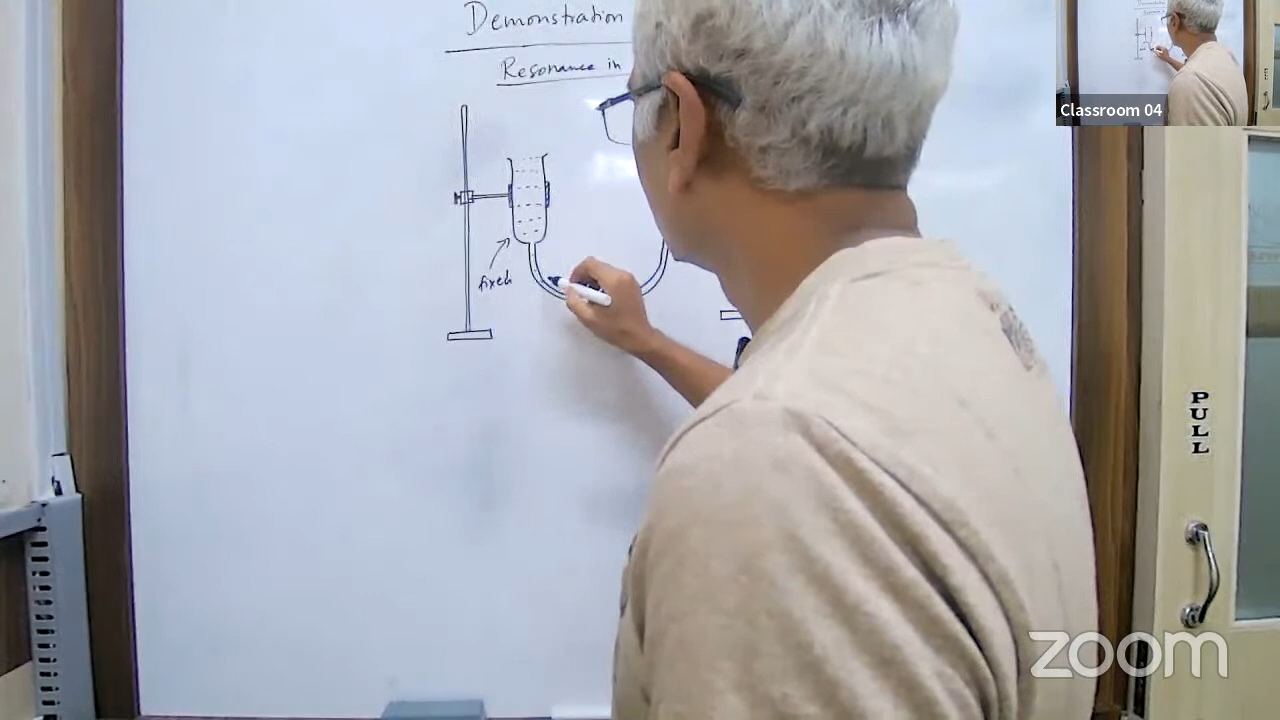 Demonstration
Resonance in
fixed
Classroom 04
PULL
zoom